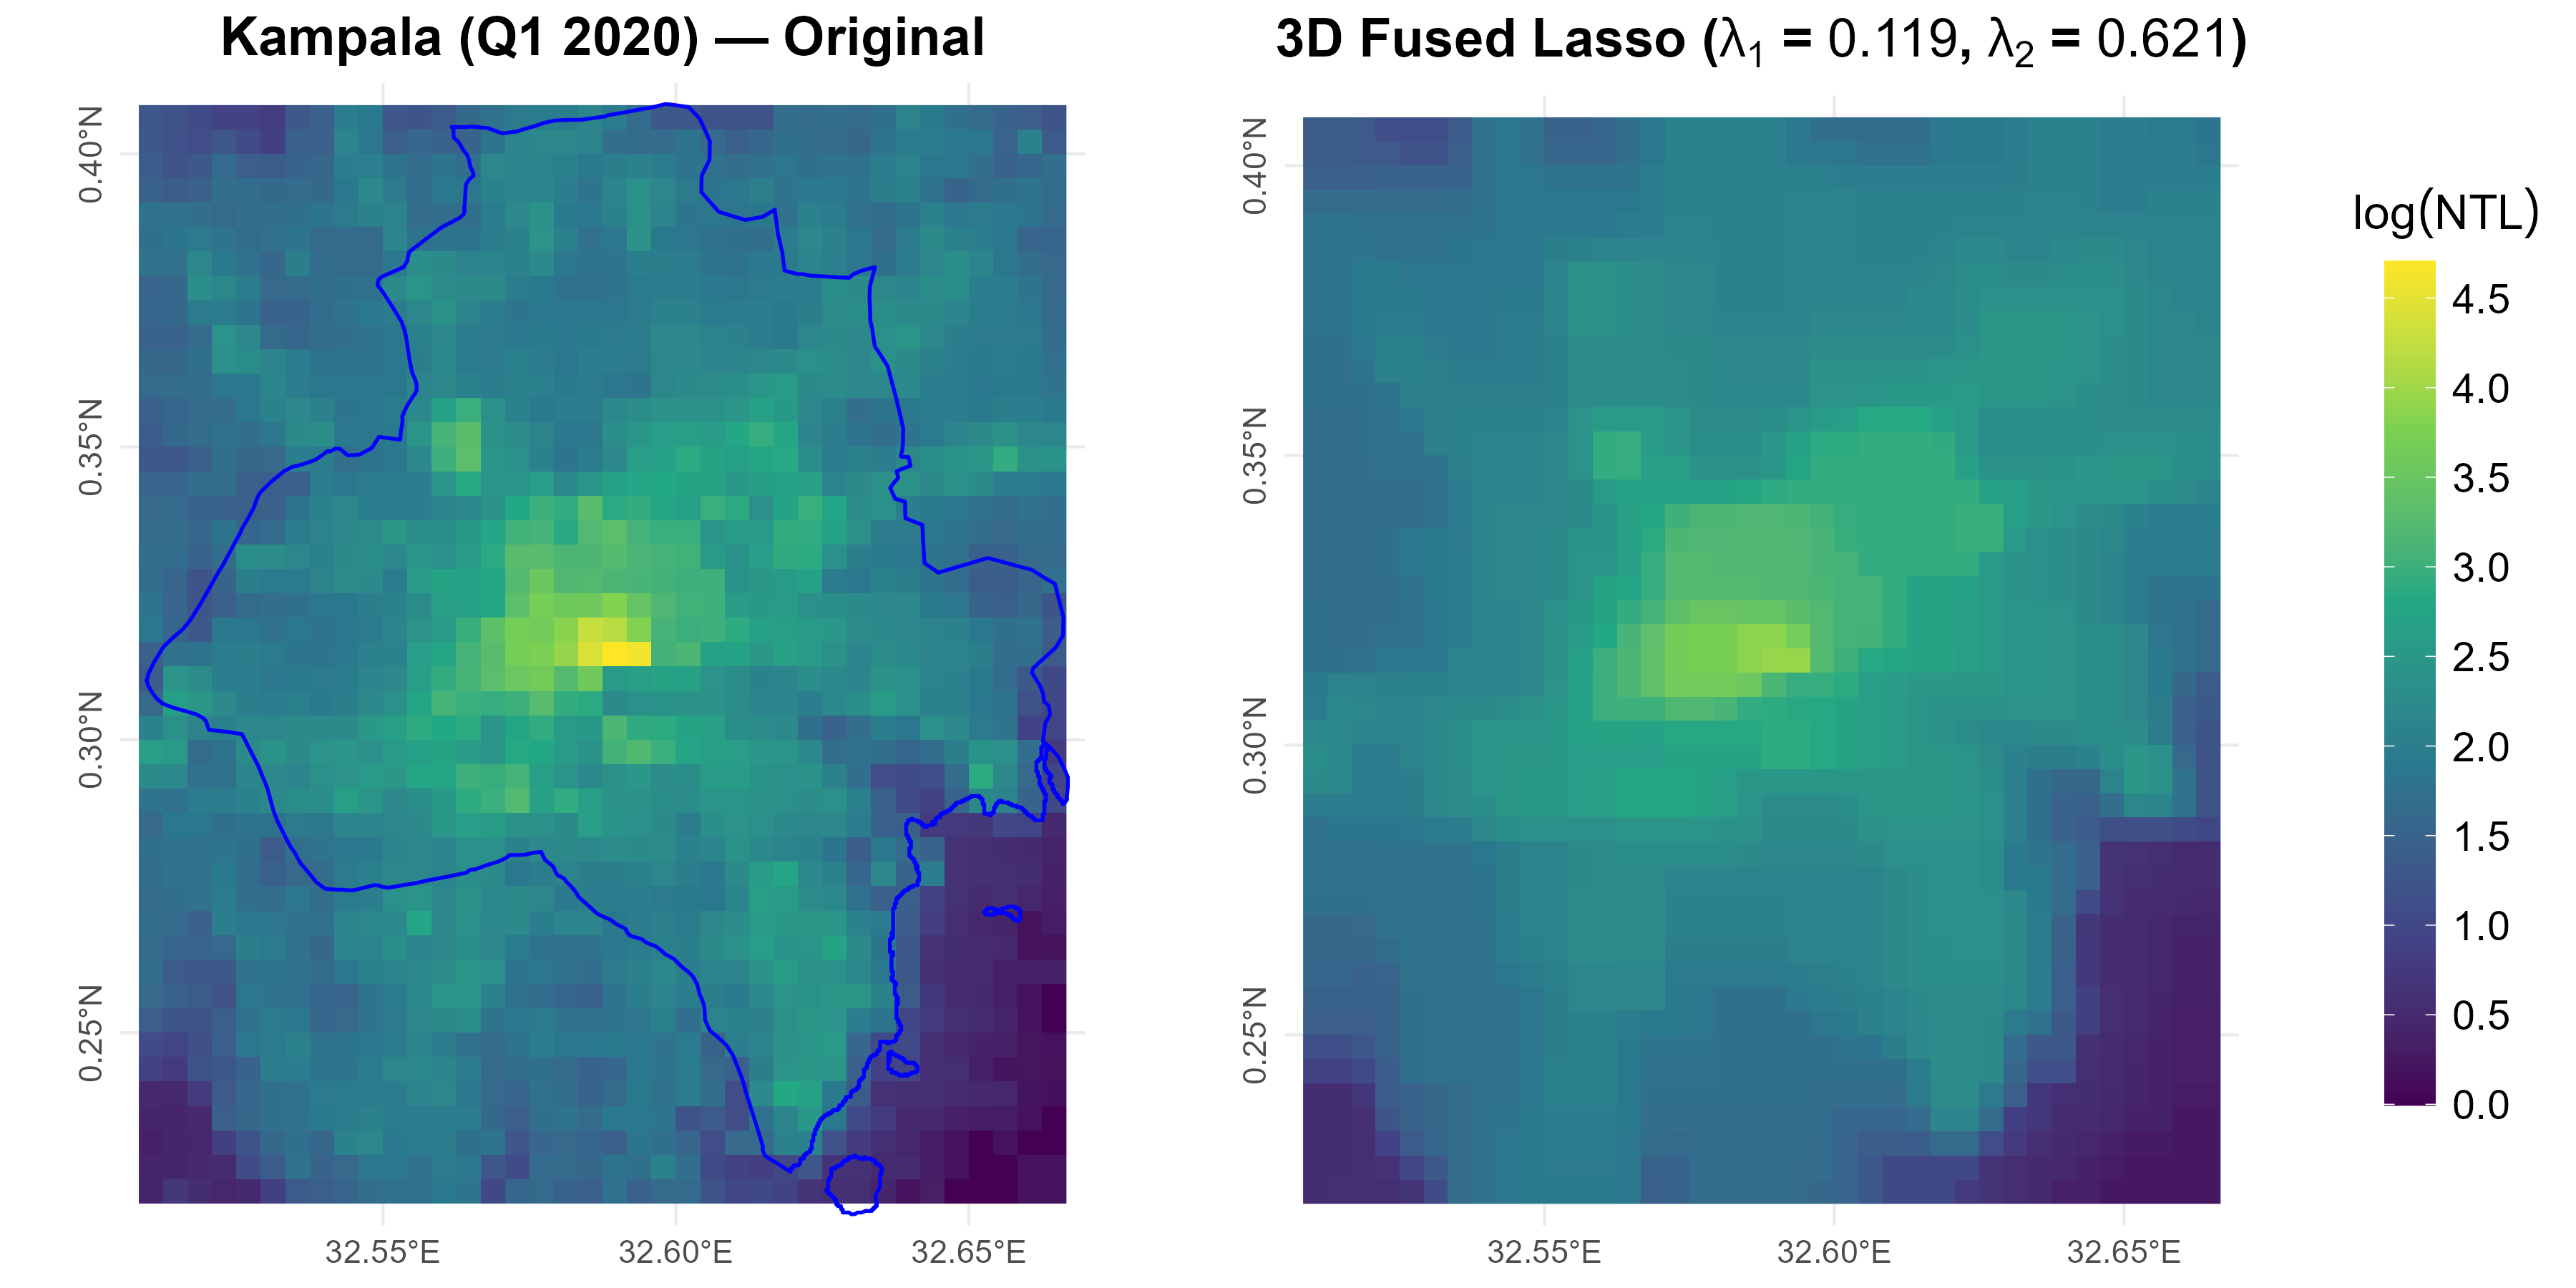 Kampala (Q1 2020) — Original
3D Fused Lasso (λ₁ = 0.119, λ₂ = 0.621)
0.40°N
0.35°N
0.30°N
0.25°N
32.55°E
32.60°E
32.65°E
0.40°N
0.35°N
0.30°N
0.25°N
32.55°E
32.60°E
32.65°E
log(NTL)
4.5
4.0
3.5
3.0
2.5
2.0
1.5
1.0
0.5
0.0